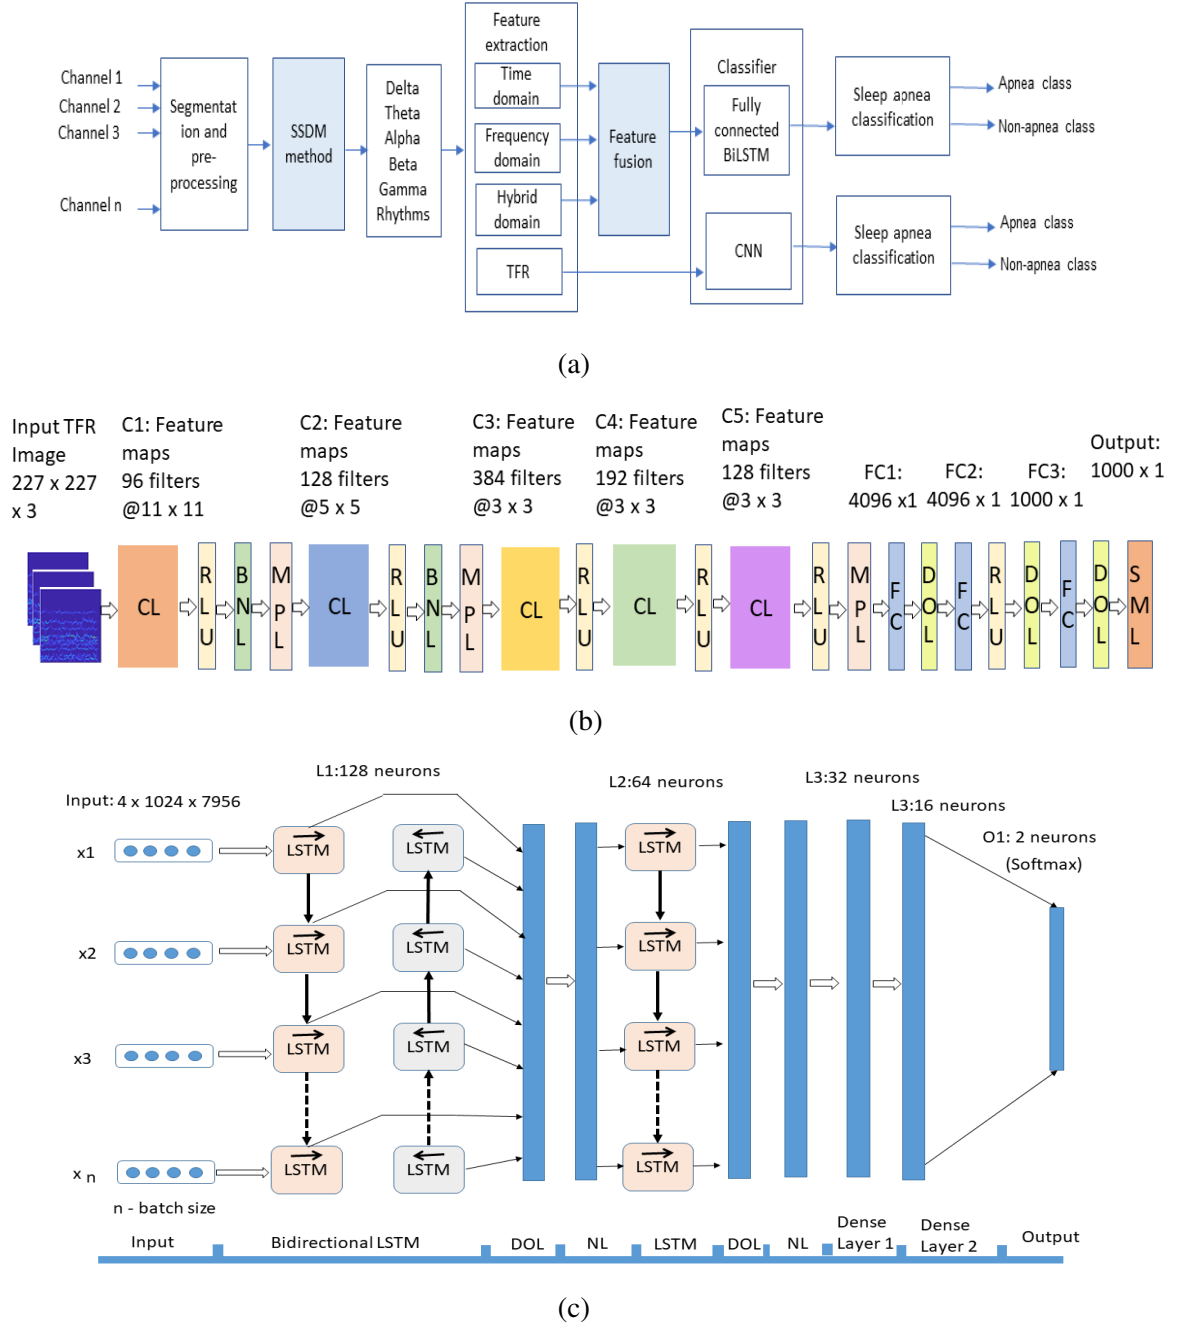 Channel 1
Channel 2
Channel 3
Channel n
Segmentat
ion and
pre-
processing
SSDM
method
Delta
Theta
Alpha
Beta
Gamma
Rhythms
Feature
extraction
Time
domain
Frequency
domain
Hybrid
domain
TFR
Feature
fusion
Classifier
Fully
connected
BiLSTM
CNN
Sleep apnea
classification
Apnea class
Non-apnea class
Sleep apnea
classification
Apnea class
Non-apnea class
(a)
Input TFR
Image
227 x 227
x 3
C1: Feature
maps
96 filters
@11 x 11
C2: Feature
maps
128 filters
@5 x 5
C3: Feature
maps
384 filters
@3 x 3
C4: Feature
maps
192 filters
@3 x 3
C5: Feature
maps
128 filters
@3 x 3
FC1:
4096 x1
FC2:
4096 x 1
FC3:
1000 x 1
Output:
1000 x 1
CL
RLU
BNL
MPL
CL
RLU
BNL
MPL
CL
RLU
CL
RLU
CL
RLU
MPL
FC
DOL
FC
RLU
DOL
FC
DOL
SML
(b)
Input: 4 x 1024 x 7956
L1:128 neurons
L2:64 neurons
L3:32 neurons
L3:16 neurons
O1: 2 neurons
(Softmax)
x1
LSTM
LSTM
LSTM
x2
LSTM
LSTM
LSTM
x3
LSTM
LSTM
LSTM
x n
LSTM
LSTM
LSTM
n - batch size
Input
Bidirectional LSTM
DOL
NL
LSTM
DOL
NL
Dense
Layer 1
Dense
Layer 2
Output
(c)